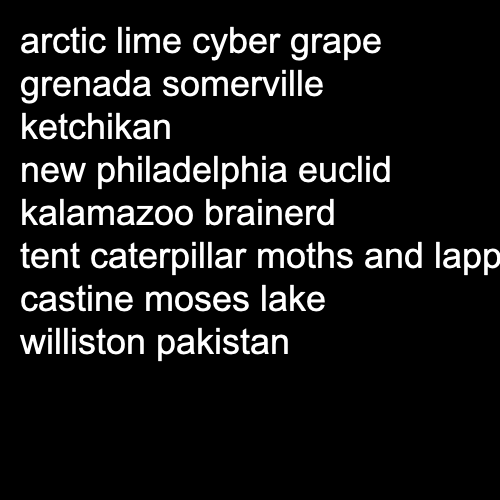 arctic lime cyber grape
grenada somerville
ketchikan
new philadelphia euclid
kalamazoo brainerd
tent caterpillar moths and
castine moses lake
williston pakistan